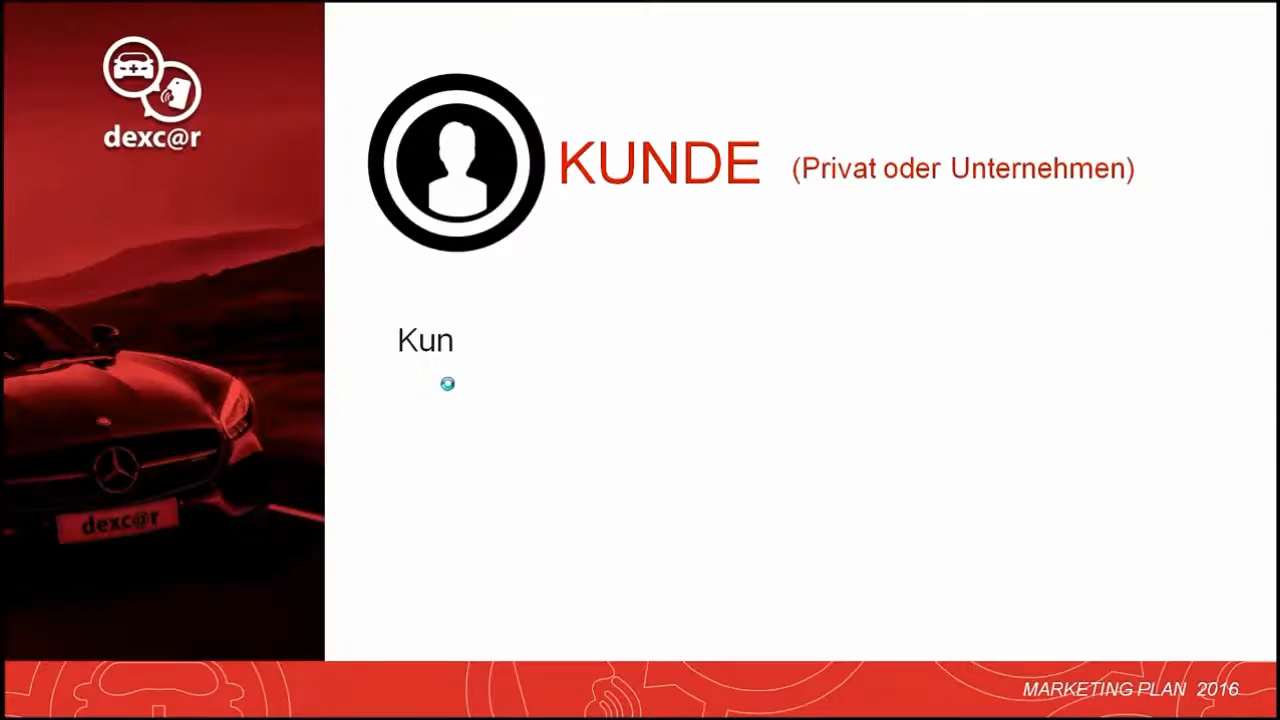 dexc@r
KUNDE (Privat oder Unternehmen)
Kun
dexc@r
MARKETING PLAN 2016